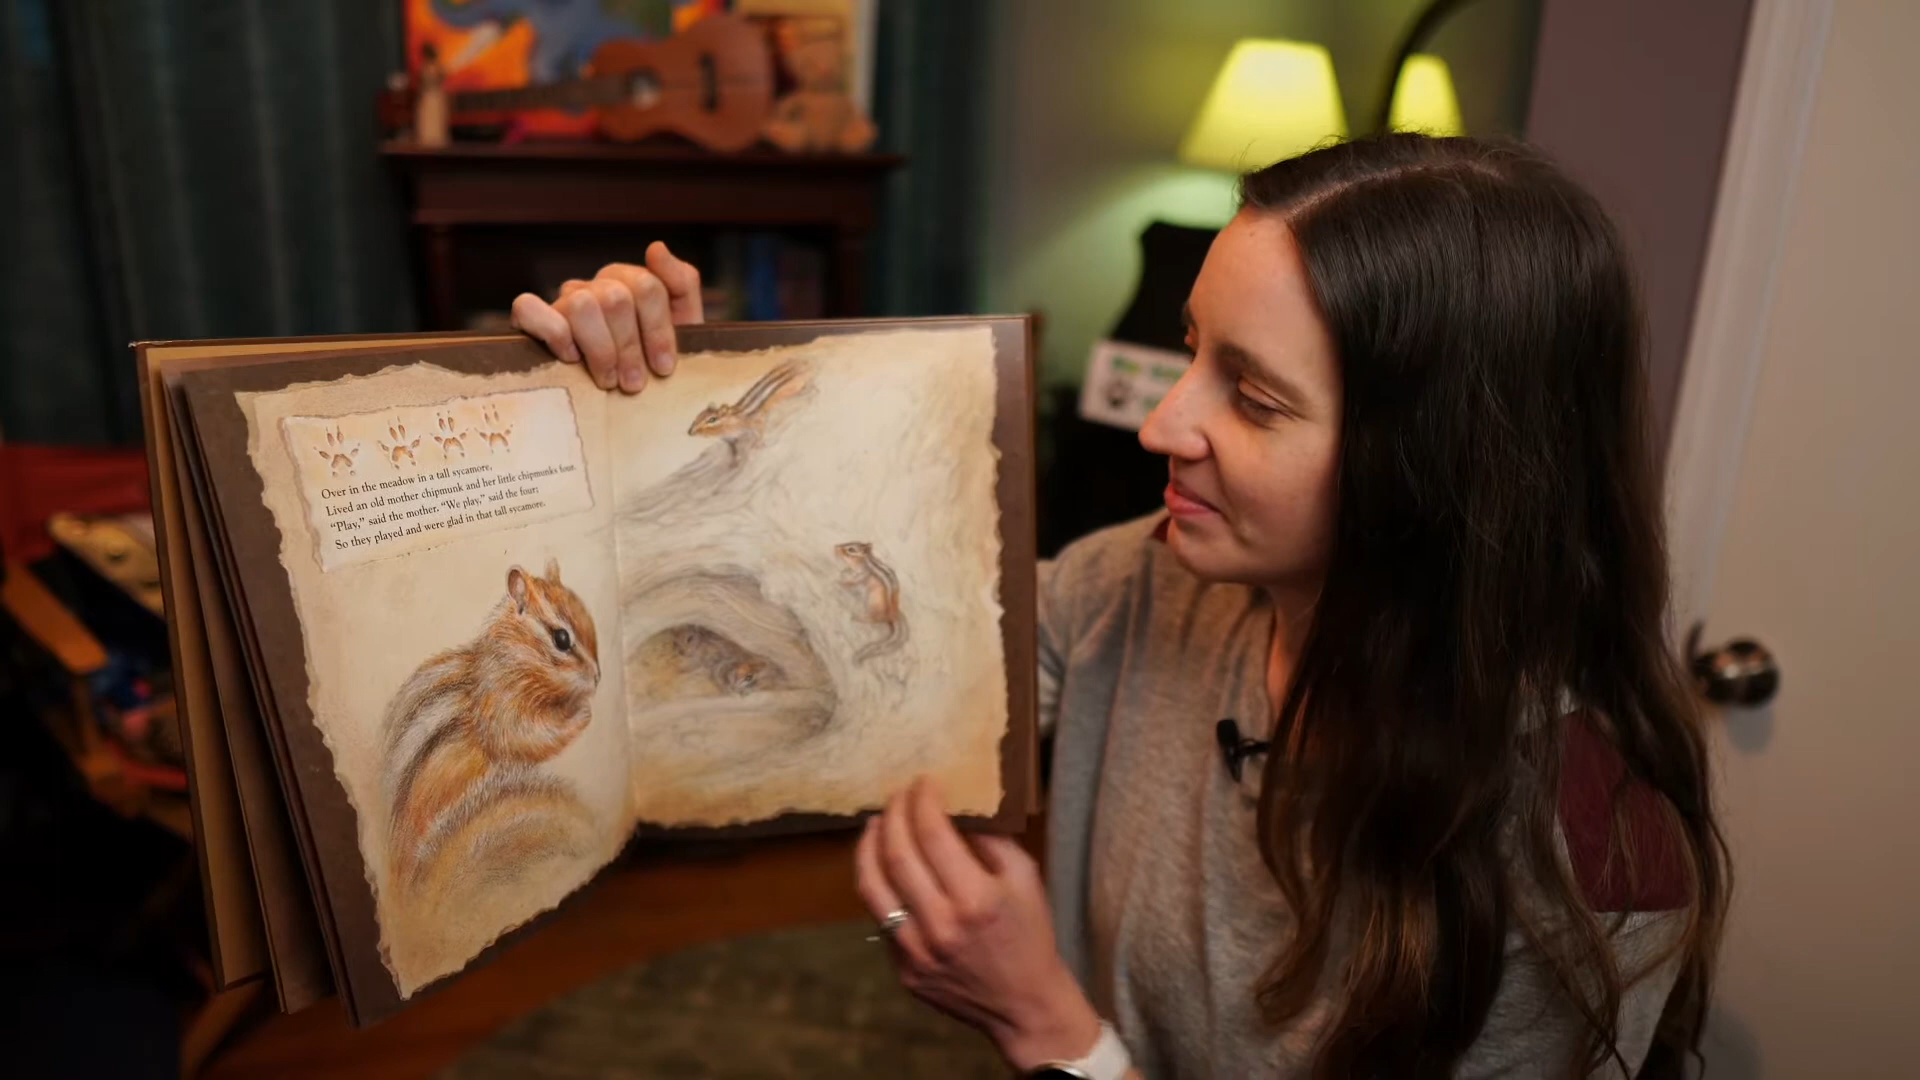 Over in the meadow in a tall sycamore,
Lived an old mother chipmunk and her little chipmunks four.
“Play,” said the mother. “We play,” said the four;
So they played and were glad in that tall sycamore.